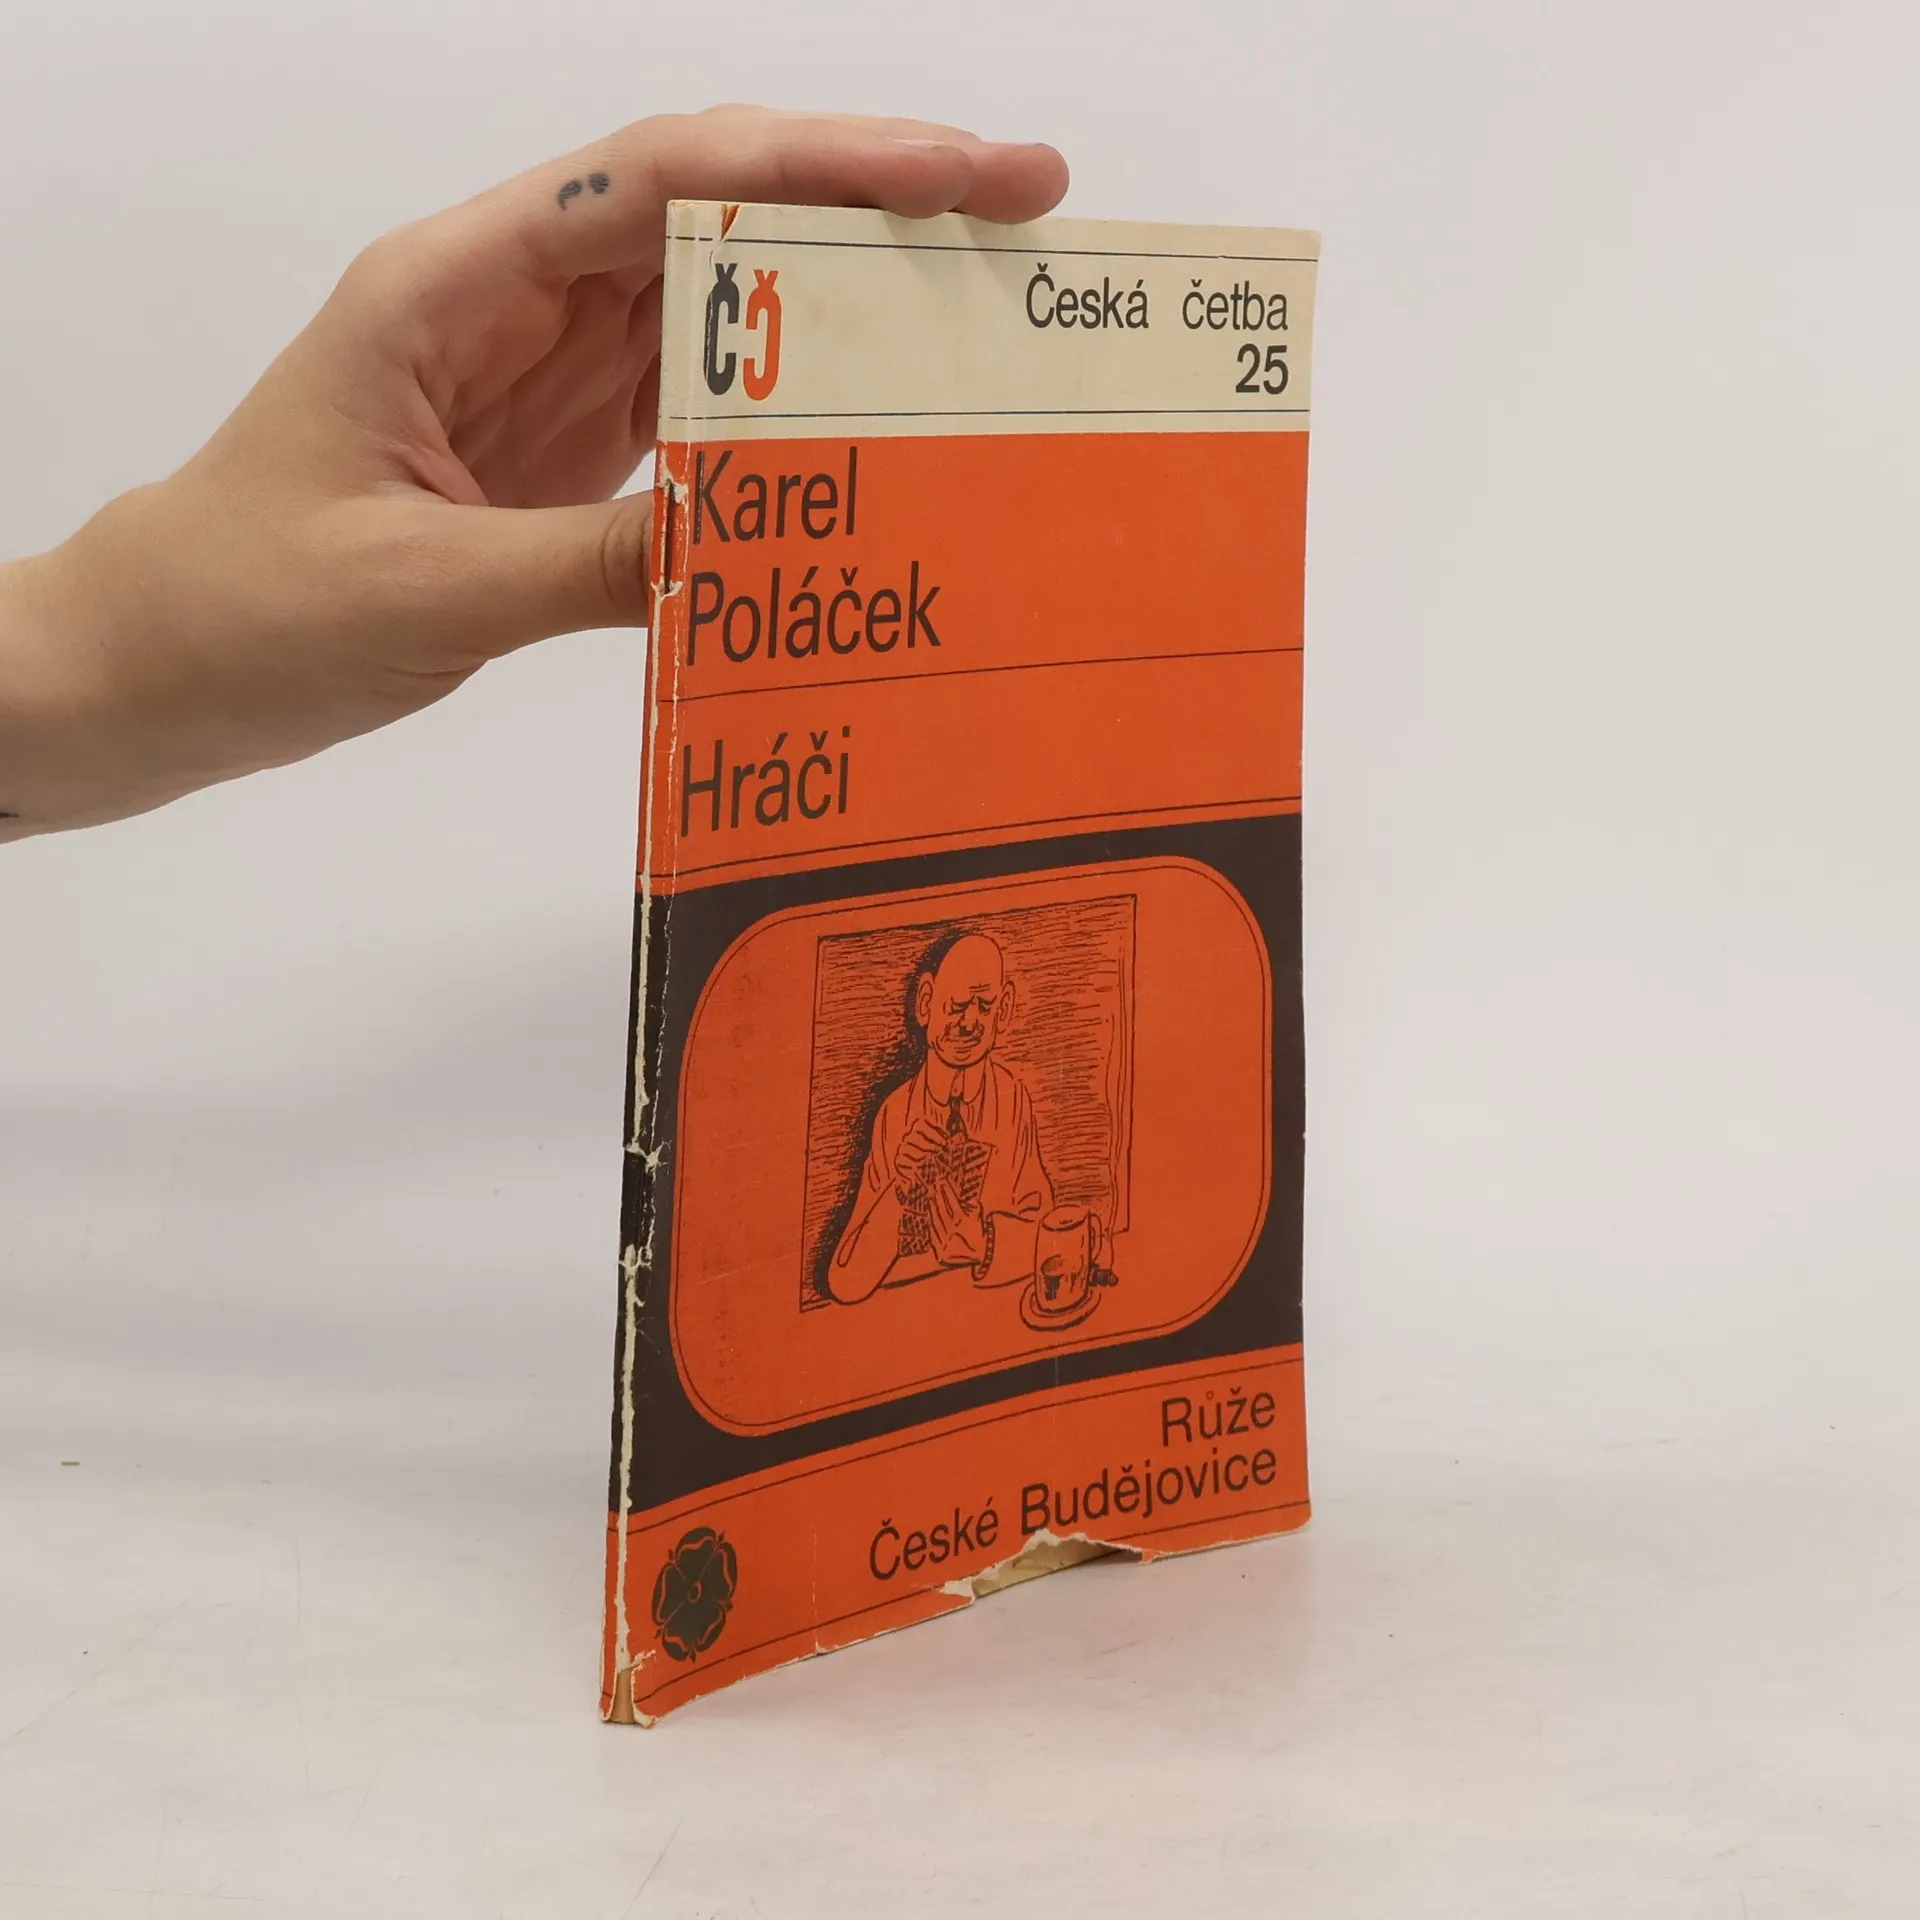 ČČ
Česká četba
25
Karel
Poláček
Hráči
Růže
České Budějovice